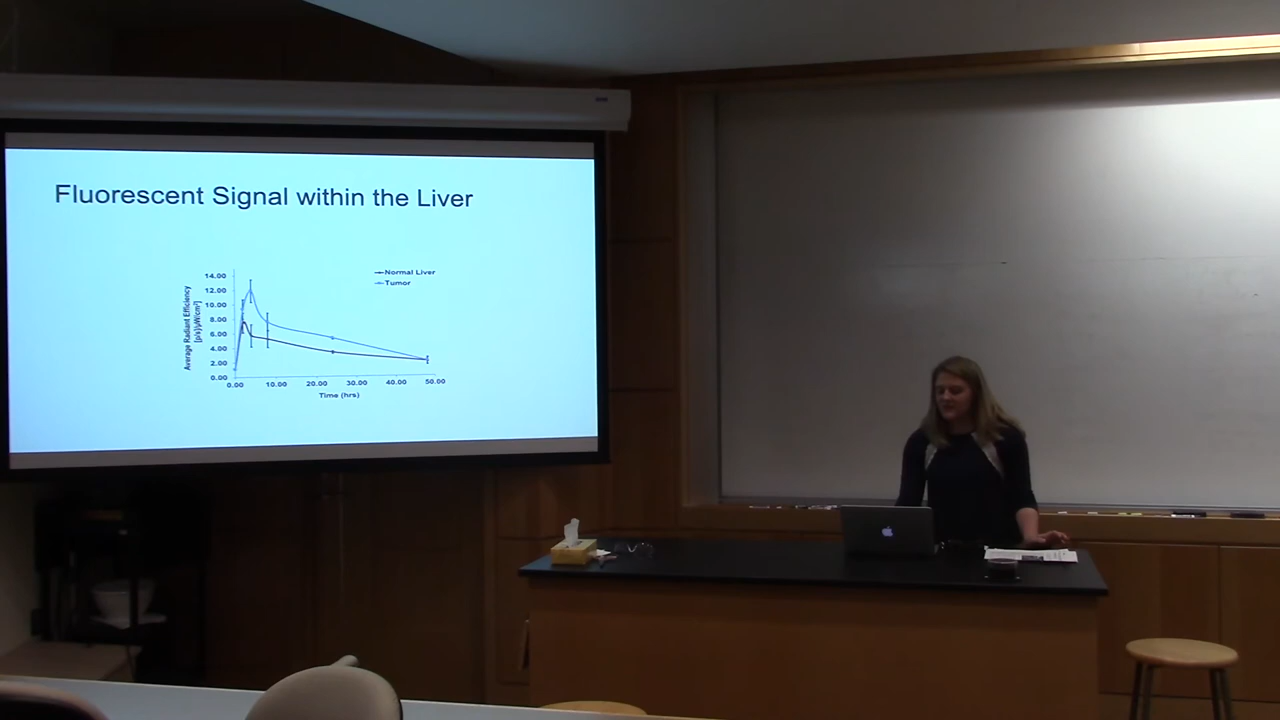 Fluorescent Signal within the Liver
14.00
12.00
10.00
8.00
6.00
4.00
2.00
0.00
Average Radiant Efficiency
[p/s]/[µW/cm²]
Normal Liver
Tumor
0.00 10.00 20.00 30.00 40.00 50.00
Time (hrs)